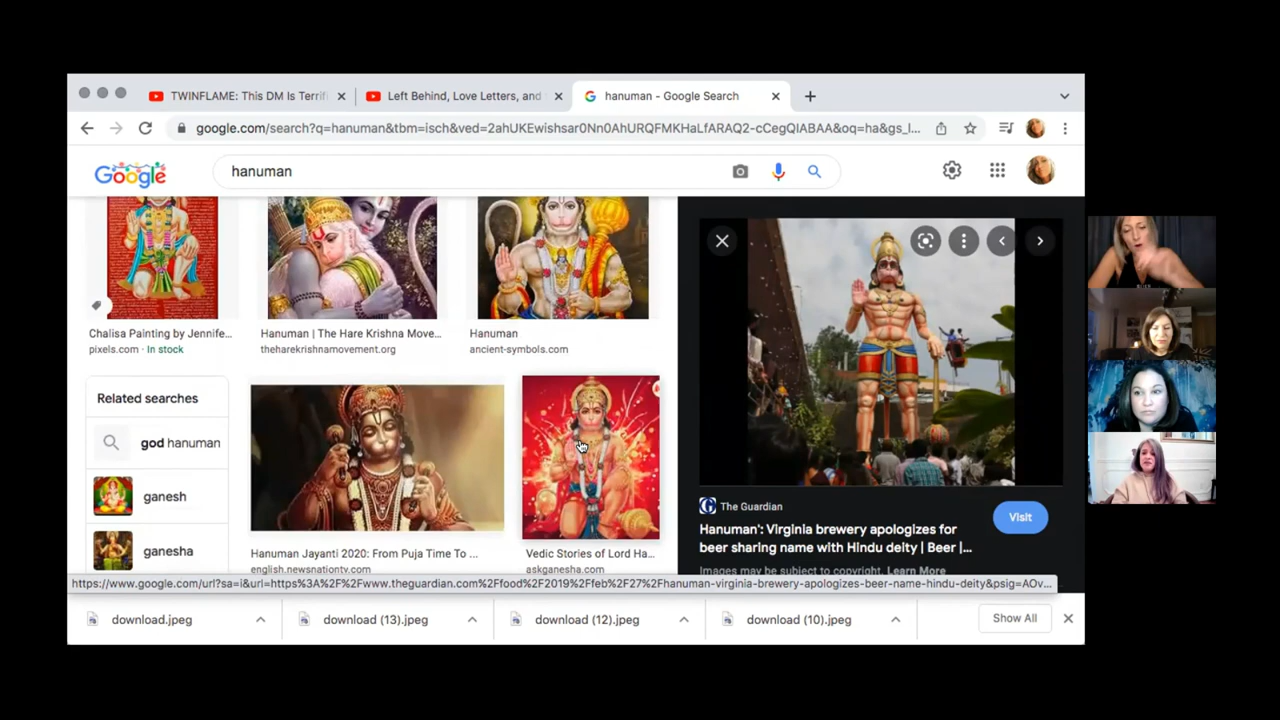 TWINFLAME: This DM Is Terrifi
Left Behind, Love Letters, and
hanuman - Google Search
google.com/search?q=hanuman&tbm=isch&ved=2ahUKEwishsar0Nn0AhURQFMKHaLfARAQ2-cCegQIABAA&oq=ha&gs_l...
Google
hanuman
Chalisa Painting by Jennife...
pixels.com · In stock
Hanuman | The Hare Krishna Move...
theharekrishnamovement.org
Hanuman
ancient-symbols.com
Related searches
god hanuman
ganesh
ganesha
Hanuman Jayanti 2020: From Puja Time To ...
english.newsnationtv.com
Vedic Stories of Lord Ha...
askganesha.com
The Guardian
Hanuman': Virginia brewery apologizes for
beer sharing name with Hindu deity | Beer |...
Visit
Images may be subject to copyright. Learn More
https://www.google.com/url?sa=i&url=https%3A%2F%2Fwww.theguardian.com%2Ffood%2F2019%2Ffeb%2F27%2Fhanuman-virginia-brewery-apologizes-beer-name-hindu-deity&psig=AOv...
download.jpeg
download (13).jpeg
download (12).jpeg
download (10).jpeg
Show All